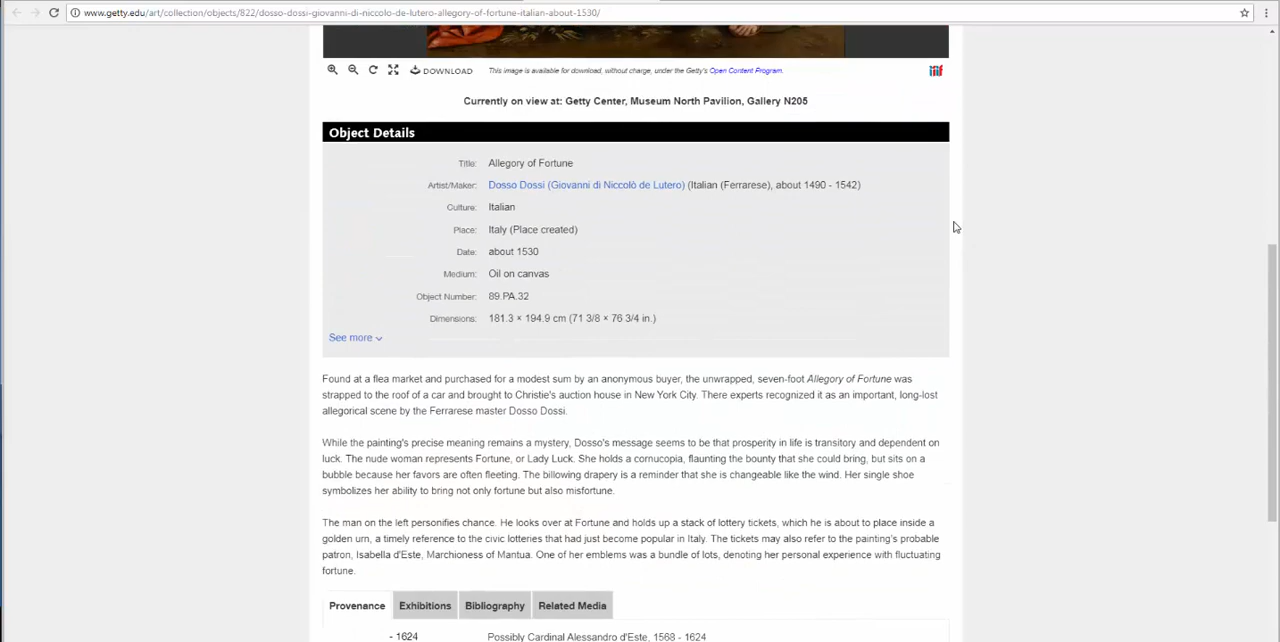 www.getty.edu/art/collection/objects/822/dosso-dossi-giovanni-di-niccolo-de-lutero-allegory-of-fortune-italian-about-1530/
DOWNLOAD This image is available for download, without charge, under the Getty's Open Content Program.
iiif
Currently on view at: Getty Center, Museum North Pavilion, Gallery N205
Object Details
Title: Allegory of Fortune
Artist/Maker: Dosso Dossi (Giovanni di Niccolò de Lutero) (Italian (Ferrarese), about 1490 - 1542)
Culture: Italian
Place: Italy (Place created)
Date: about 1530
Medium: Oil on canvas
Object Number: 89.PA.32
Dimensions: 181.3 × 194.9 cm (71 3/8 × 76 3/4 in.)
See more
Found at a flea market and purchased for a modest sum by an anonymous buyer, the unwrapped, seven-foot Allegory of Fortune was
strapped to the roof of a car and brought to Christie's auction house in New York City. There experts recognized it as an important, long-lost
allegorical scene by the Ferrarese master Dosso Dossi.
While the painting's precise meaning remains a mystery, Dosso's message seems to be that prosperity in life is transitory and dependent on
luck. The nude woman represents Fortune, or Lady Luck. She holds a cornucopia, flaunting the bounty that she could bring, but sits on a
bubble because her favors are often fleeting. The billowing drapery is a reminder that she is changeable like the wind. Her single shoe
symbolizes her ability to bring not only fortune but also misfortune.
The man on the left personifies chance. He looks over at Fortune and holds up a stack of lottery tickets, which he is about to place inside a
golden urn, a timely reference to the civic lotteries that had just become popular in Italy. The tickets may also refer to the painting's probable
patron, Isabella d'Este, Marchioness of Mantua. One of her emblems was a bundle of lots, denoting her personal experience with fluctuating
fortune.
Provenance Exhibitions Bibliography Related Media
- 1624 Possibly Cardinal Alessandro d'Este, 1568 - 1624